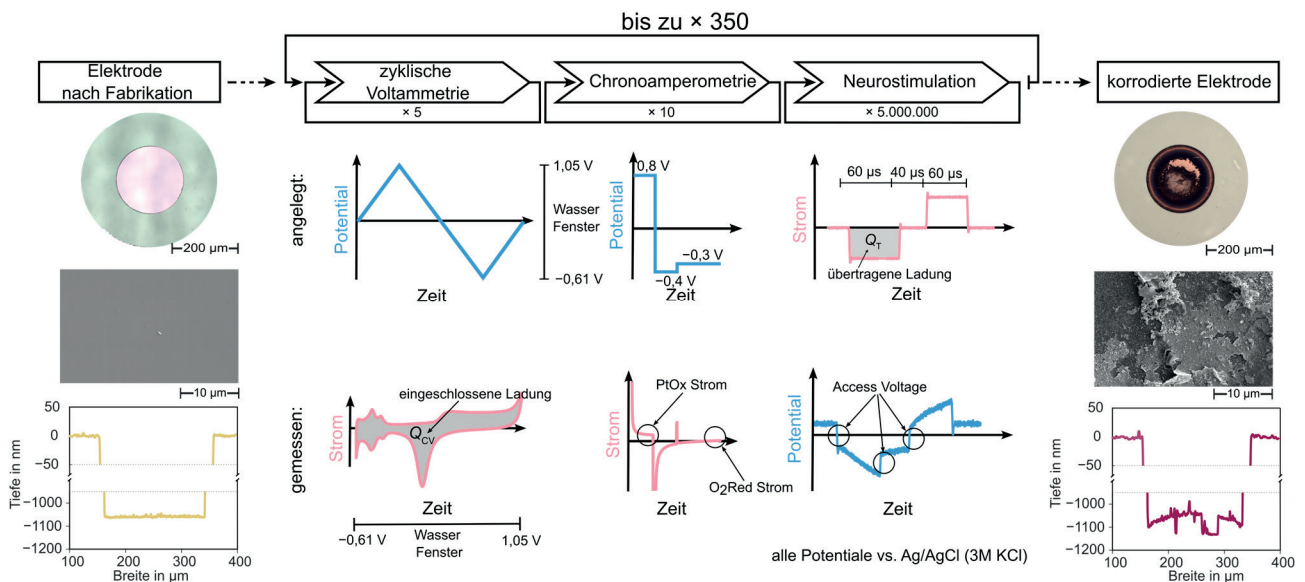 bis zu × 350
Elektrode
nach Fabrikation
zyklische
Voltammetrie
× 5
Chronoamperometrie
× 10
Neurostimulation
× 5.000.000
korrodierte Elektrode
200 µm
10 µm
50
0
−50
−1000
−1100
−1200
Tiefe in nm
100 200 300 400
Breite in µm
angelegt:
Potential
Zeit
1,05 V
Wasser
Fenster
−0,61 V
Potential
0,8 V
−0,3 V
−0,4 V
Zeit
Strom
60 µs 40 µs 60 µs
QT
übertragene Ladung
Zeit
gemessen:
Strom
eingeschlossene Ladung
QCV
Zeit
−0,61 V
Wasser
Fenster
1,05 V
Strom
PtOx Strom
O2Red Strom
Zeit
Potential
Access Voltage
Zeit
alle Potentiale vs. Ag/AgCl (3M KCl)
200 µm
10 µm
50
0
−50
−1000
−1100
−1200
Tiefe in nm
100 200 300 400
Breite in µm